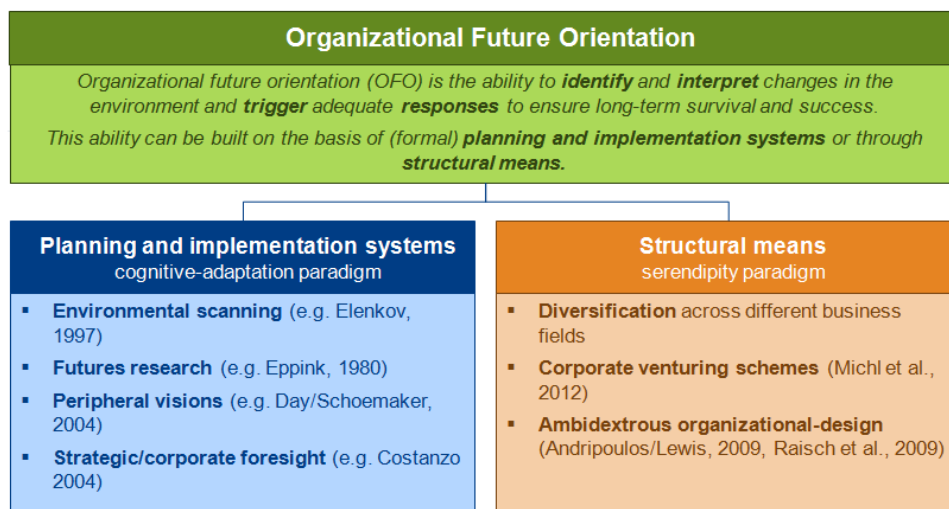 Organizational Future Orientation
Organizational future orientation (OFO) is the ability to identify and interpret changes in the
environment and trigger adequate responses to ensure long-term survival and success.
This ability can be built on the basis of (formal) planning and implementation systems or through
structural means.
Planning and implementation systems
cognitive-adaptation paradigm
▪ Environmental scanning (e.g. Elenkov,
1997)
▪ Futures research (e.g. Eppink, 1980)
▪ Peripheral visions (e.g. Day/Schoemaker,
2004)
▪ Strategic/corporate foresight (e.g. Costanzo
2004)
Structural means
serendipity paradigm
▪ Diversification across different business
fields
▪ Corporate venturing schemes (Michl et al.,
2012)
▪ Ambidextrous organizational-design
(Andripoulos/Lewis, 2009, Raisch et al., 2009)